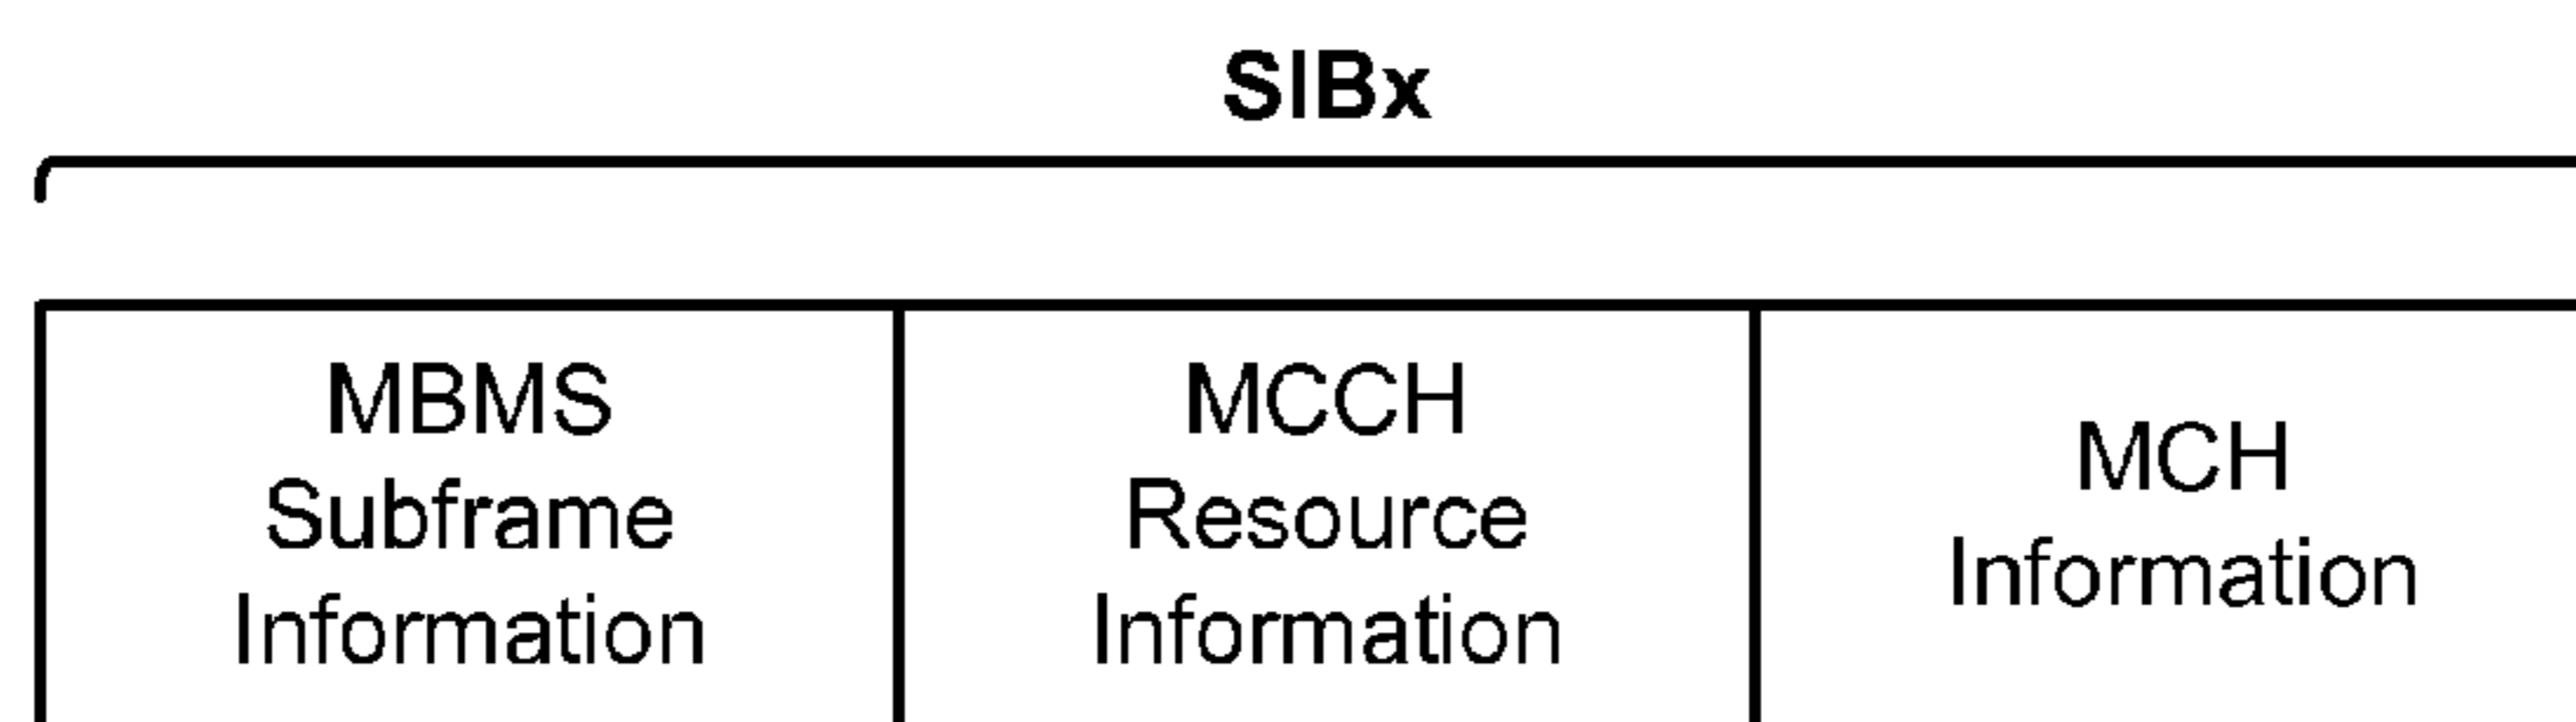 SIBx
MBMS
Subframe
Information
MCCH
Resource
Information
MCH
Information